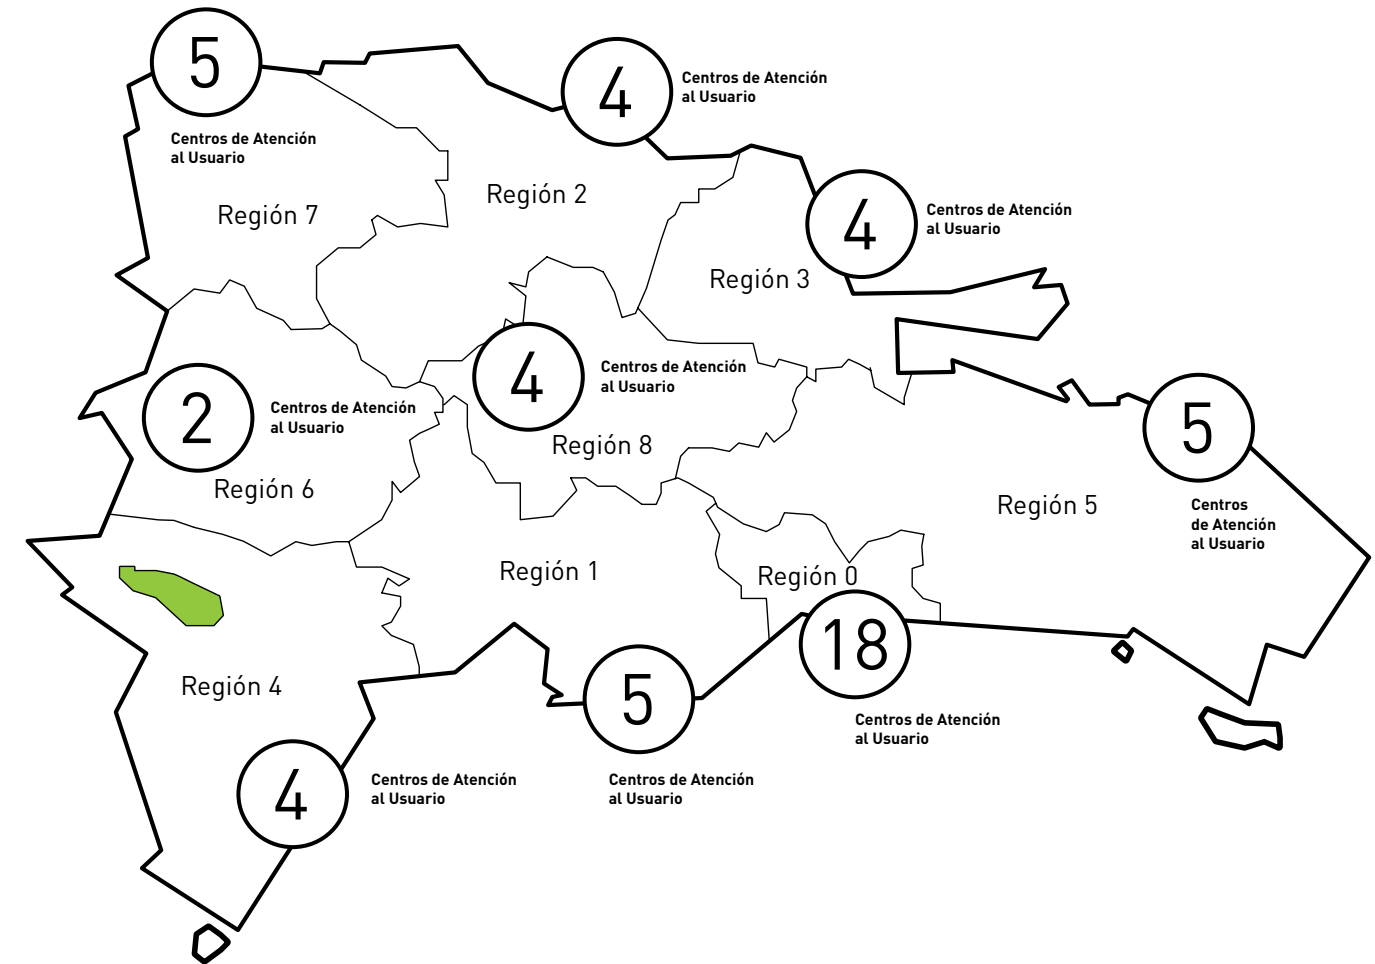 5
Centros de Atención
al Usuario
Región 7
4
Centros de Atención
al Usuario
Región 2
4
Centros de Atención
al Usuario
Región 3
4
Centros de Atención
al Usuario
Región 8
2
Centros de Atención
al Usuario
Región 6
5
Centros
de Atención
al Usuario
Región 5
Región 1
5
Centros de Atención
al Usuario
Región 0
18
Centros de Atención
al Usuario
Región 4
4
Centros de Atención
al Usuario